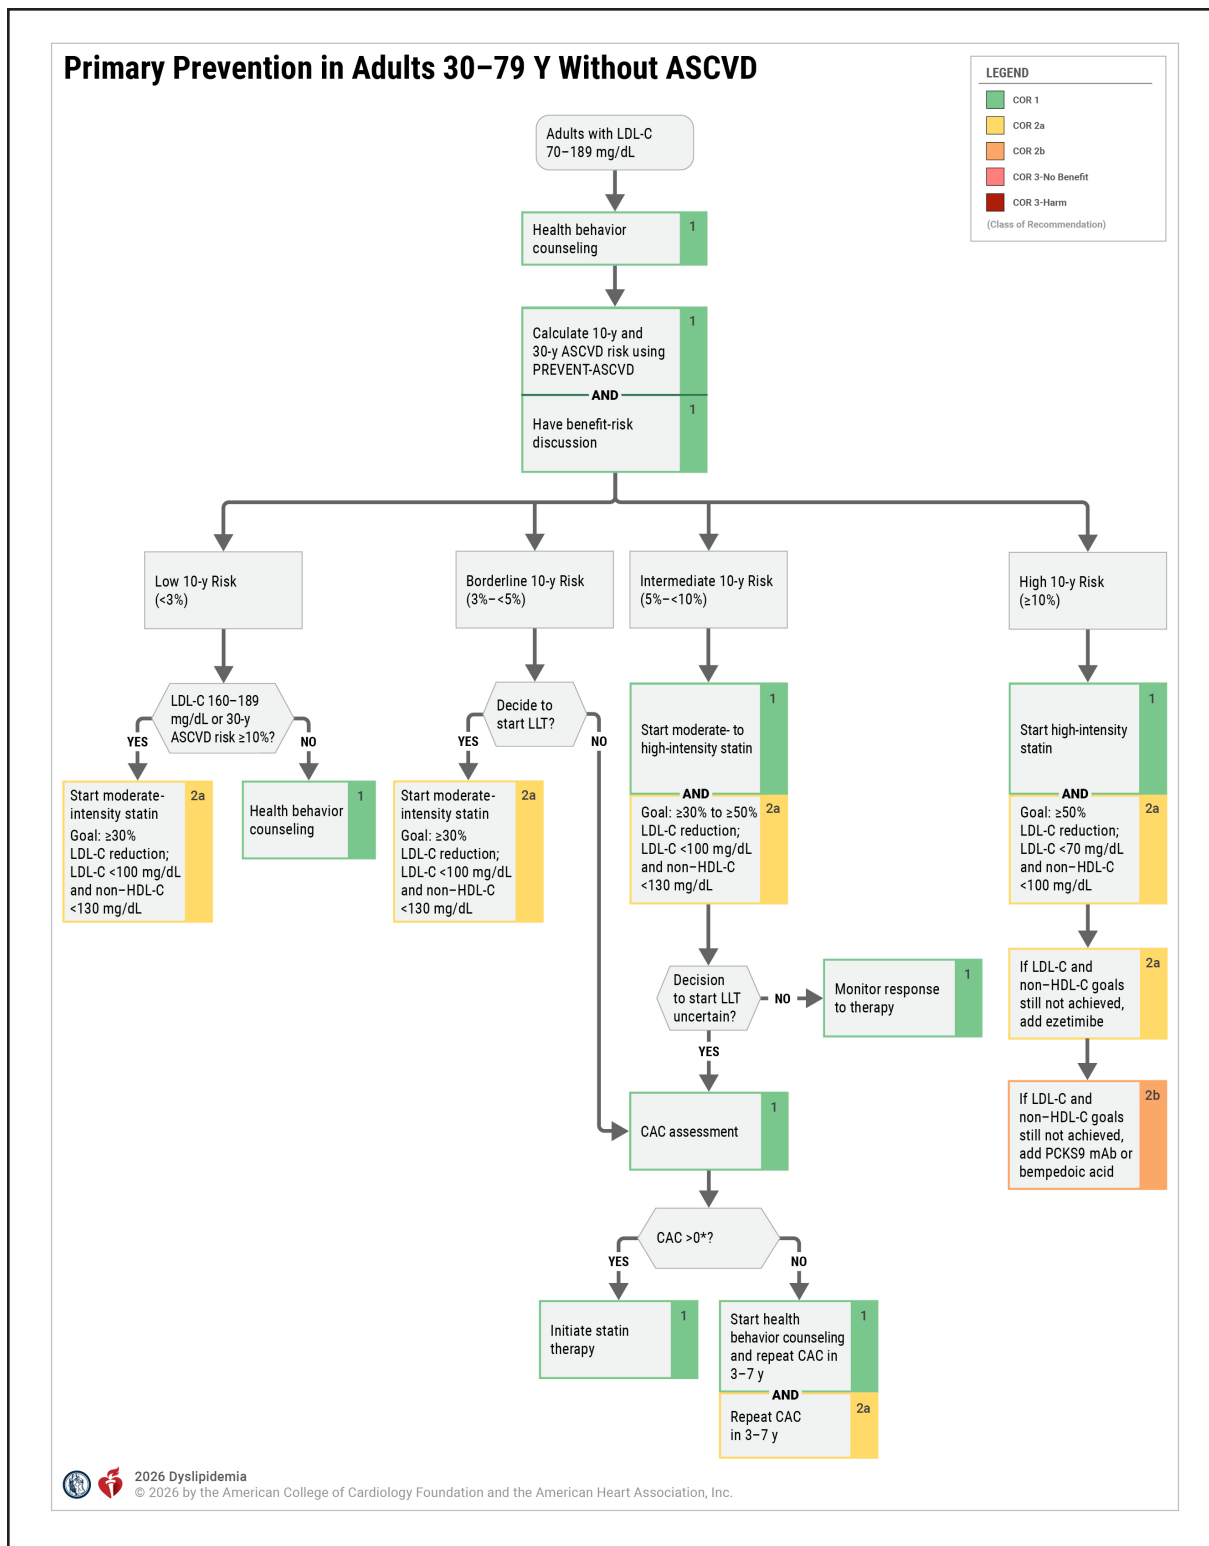 Primary Prevention in Adults 30–79 Y Without ASCVD
LEGEND
COR 1
COR 2a
COR 2b
COR 3-No Benefit
COR 3-Harm
(Class of Recommendation)
Adults with LDL-C
70–189 mg/dL
Health behavior
counseling
1
Calculate 10-y and
30-y ASCVD risk using
PREVENT-ASCVD
1
AND
Have benefit-risk
discussion
1
Low 10-y Risk
(<3%)
Borderline 10-y Risk
(3%–<5%)
Intermediate 10-y Risk
(5%–<10%)
High 10-y Risk
(≥10%)
LDL-C 160–189
mg/dL or 30-y
ASCVD risk ≥10%?
YES
NO
Start moderate-
intensity statin
Goal: ≥30%
LDL-C reduction;
LDL-C <100 mg/dL
and non–HDL-C
<130 mg/dL
2a
Health behavior
counseling
1
Decide to
start LLT?
YES
NO
Start moderate-
intensity statin
Goal: ≥30%
LDL-C reduction;
LDL-C <100 mg/dL
and non–HDL-C
<130 mg/dL
2a
Start moderate- to
high-intensity statin
1
AND
Goal: ≥30% to ≥50%
LDL-C reduction;
LDL-C <100 mg/dL
and non–HDL-C
<130 mg/dL
2a
Decision
to start LLT
uncertain?
NO
Monitor response
to therapy
1
YES
CAC assessment
1
CAC >0*?
YES
NO
Initiate statin
therapy
1
Start health
behavior counseling
and repeat CAC in
3–7 y
1
AND
Repeat CAC
in 3–7 y
2a
Start high-intensity
statin
1
AND
Goal: ≥50%
LDL-C reduction;
LDL-C <70 mg/dL
and non–HDL-C
<100 mg/dL
2a
If LDL-C and
non–HDL-C goals
still not achieved,
add ezetimibe
2a
If LDL-C and
non–HDL-C goals
still not achieved,
add PCKS9 mAb or
bempedoic acid
2b
2026 Dyslipidemia
© 2026 by the American College of Cardiology Foundation and the American Heart Association, Inc.